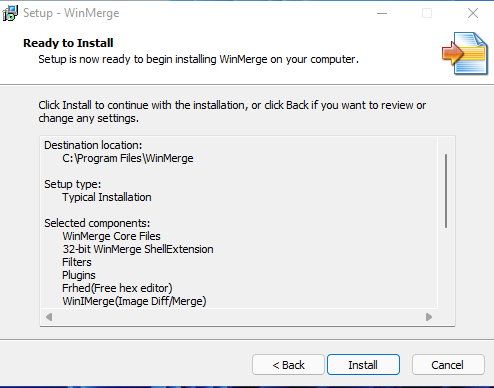 Setup - WinMerge
Ready to Install
Setup is now ready to begin installing WinMerge on your computer.
Click Install to continue with the installation, or click Back if you want to review or
change any settings.
Destination location:
C:\Program Files\WinMerge
Setup type:
Typical Installation
Selected components:
WinMerge Core Files
32-bit WinMerge ShellExtension
Filters
Plugins
Frhed(Free hex editor)
WinIMerge(Image Diff/Merge)
< Back
Install
Cancel